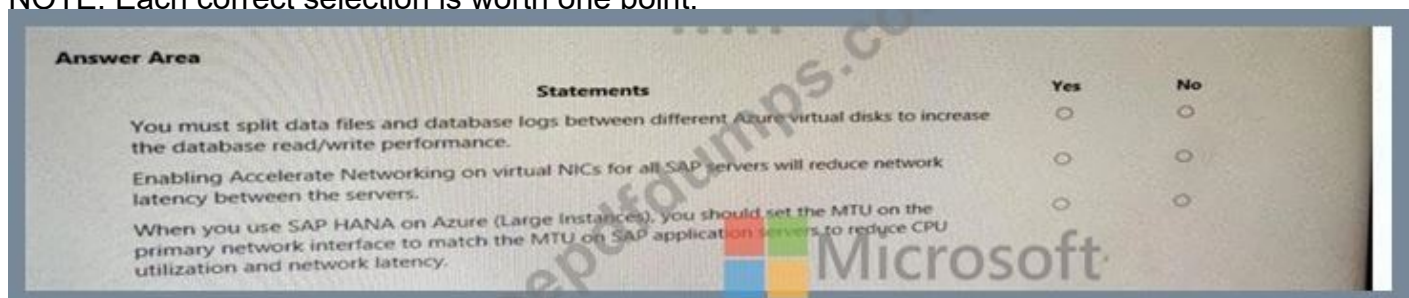 NOTE: Each correct selection is worth one point.
Answer Area
Statements Yes No
You must split data files and database logs between different Azure virtual disks to increase
the database read/write performance.
Enabling Accelerate Networking on virtual NICs for all SAP servers will reduce network
latency between the servers.
When you use SAP HANA on Azure (Large Instances), you should set the MTU on the
primary network interface to match the MTU on SAP application servers to reduce CPU
utilization and network latency.
Microsoft